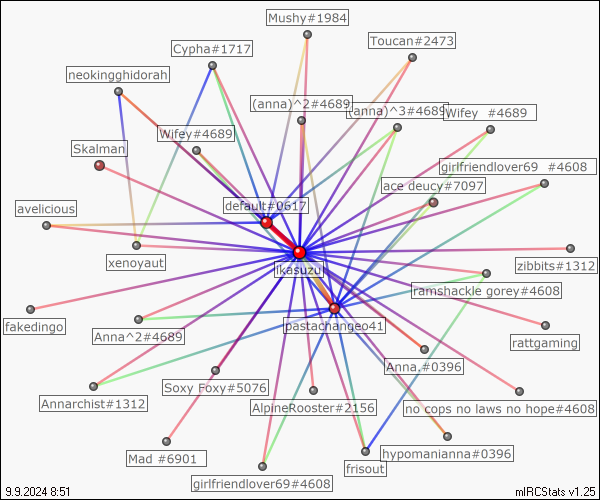 Mushy#1984
Toucan#2473
Cypha#1717
neokingghidorah
(anna)^2#4689
(anna)^3#4689
Wifey  #4689
Wifey#4689
Skalman
girlfriendlover69  #4608
ace deucy#7097
default#0617
avelicious
xenoyaut
ikasuzu
zibbits#1312
ramshackle gorey#4608
fakedingo
Anna^2#4689
pastachangeo41
rattgaming
Anna,#0396
Soxy Foxy#5076
Annarchist#1312
AlpineRooster#2156
no cops no laws no hope#4608
Mad #6901
hypomanianna#0396
frisout
girlfriendlover69#4608
9.9.2024 8:51
mIRCStats v1.25